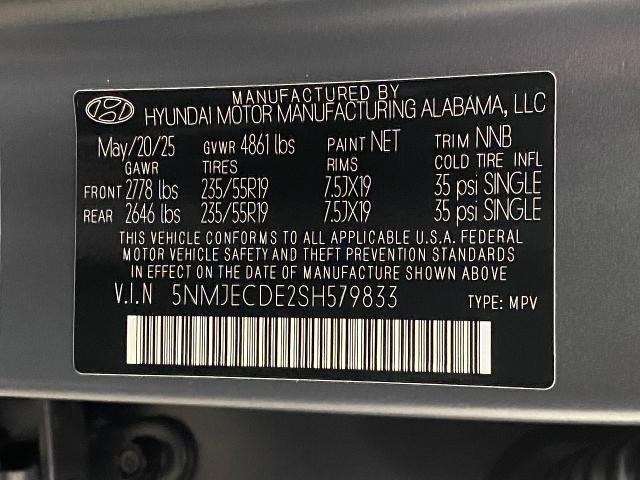 MANUFACTURED BY
HYUNDAI MOTOR MANUFACTURING ALABAMA, LLC
May/20/25 GVWR 4861 lbs PAINT NET TRIM NNB
GAWR TIRES RIMS COLD TIRE INFL
FRONT 2778 lbs 235/55R19 7.5JX19 35 psi SINGLE
REAR 2646 lbs 235/55R19 7.5JX19 35 psi SINGLE
THIS VEHICLE CONFORMS TO ALL APPLICABLE U.S.A. FEDERAL
MOTOR VEHICLE SAFETY AND BUMPER STANDARDS
IN EFFECT ON THE DATE OF MANUFACTURE SHOWN ABOVE
V.I.N 5NMJECDE2SH579833 TYPE: MPV